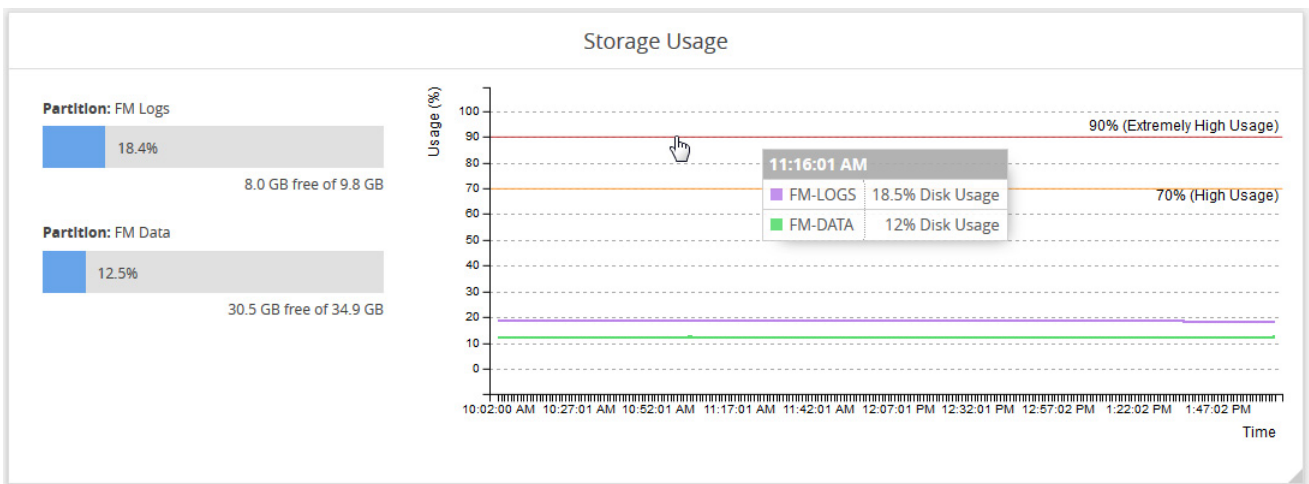 Storage Usage
Partition: FM Logs
18.4%
8.0 GB free of 9.8 GB
Partition: FM Data
12.5%
30.5 GB free of 34.9 GB
Usage (%)
100
90
80
70
60
50
40
30
20
10
0
90% (Extremely High Usage)
70% (High Usage)
11:16:01 AM
FM-LOGS 18.5% Disk Usage
FM-DATA 12% Disk Usage
10:02:00 AM 10:27:01 AM 10:52:01 AM 11:17:01 AM 11:42:01 AM 12:07:01 PM 12:32:01 PM 12:57:02 PM 1:22:02 PM 1:47:02 PM
Time